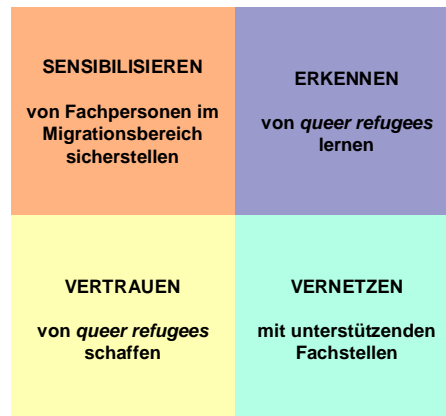 SENSIBILISIEREN
von Fachpersonen im
Migrationsbereich
sicherstellen
ERKENNEN
von queer refugees
lernen
VERTRAUEN
von queer refugees
schaffen
VERNETZEN
mit unterstützenden
Fachstellen